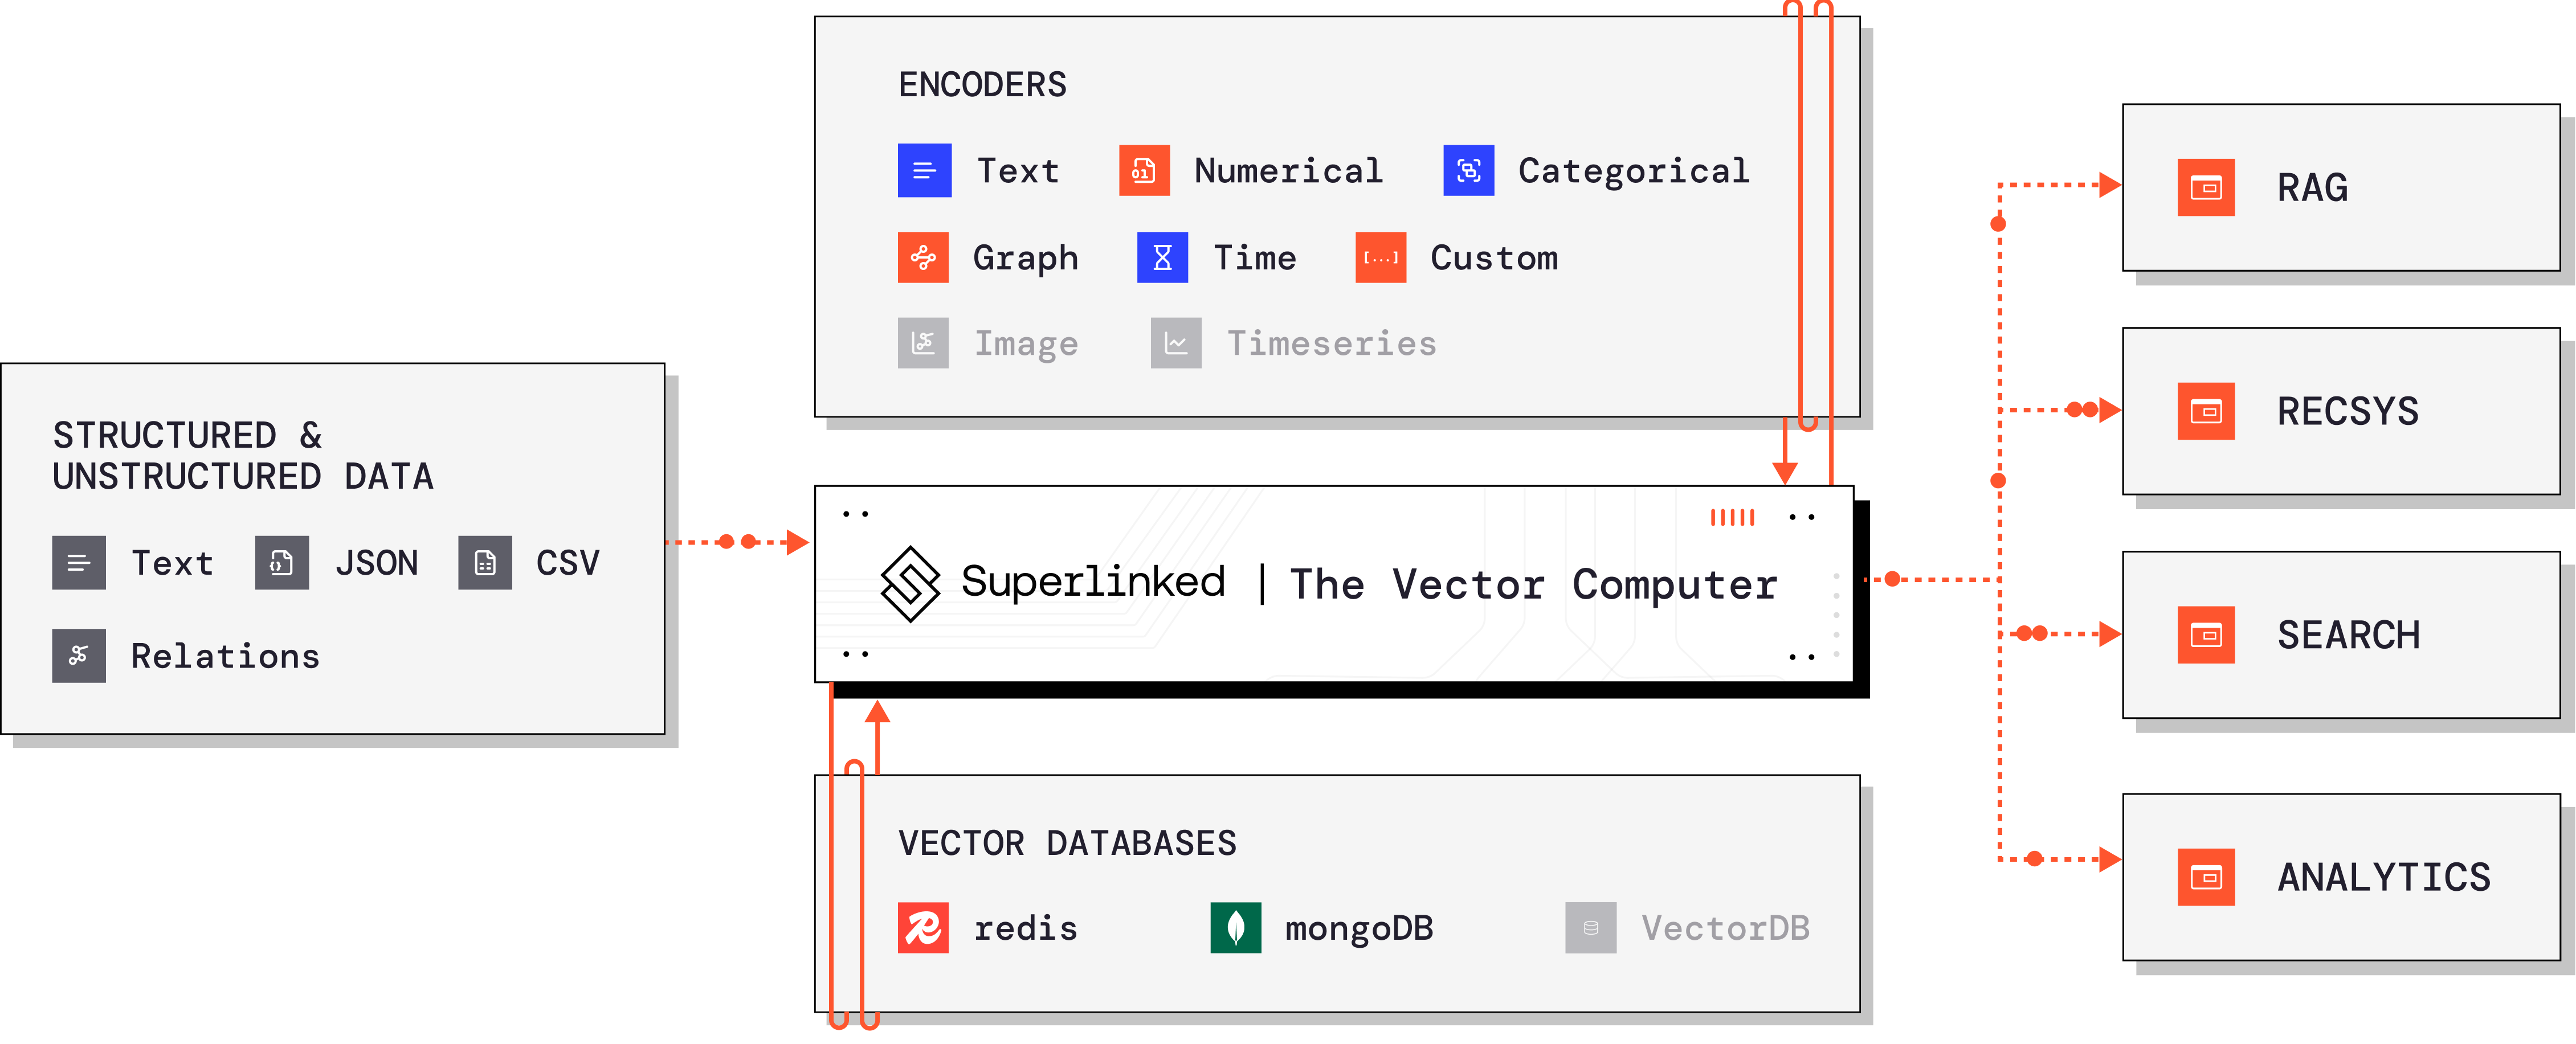 STRUCTURED &
UNSTRUCTURED DATA
Text JSON CSV
Relations
ENCODERS
Text Numerical Categorical
Graph Time [...] Custom
Image Timeseries
Superlinked | The Vector Computer
VECTOR DATABASES
redis mongoDB VectorDB
RAG
RECSYS
SEARCH
ANALYTICS